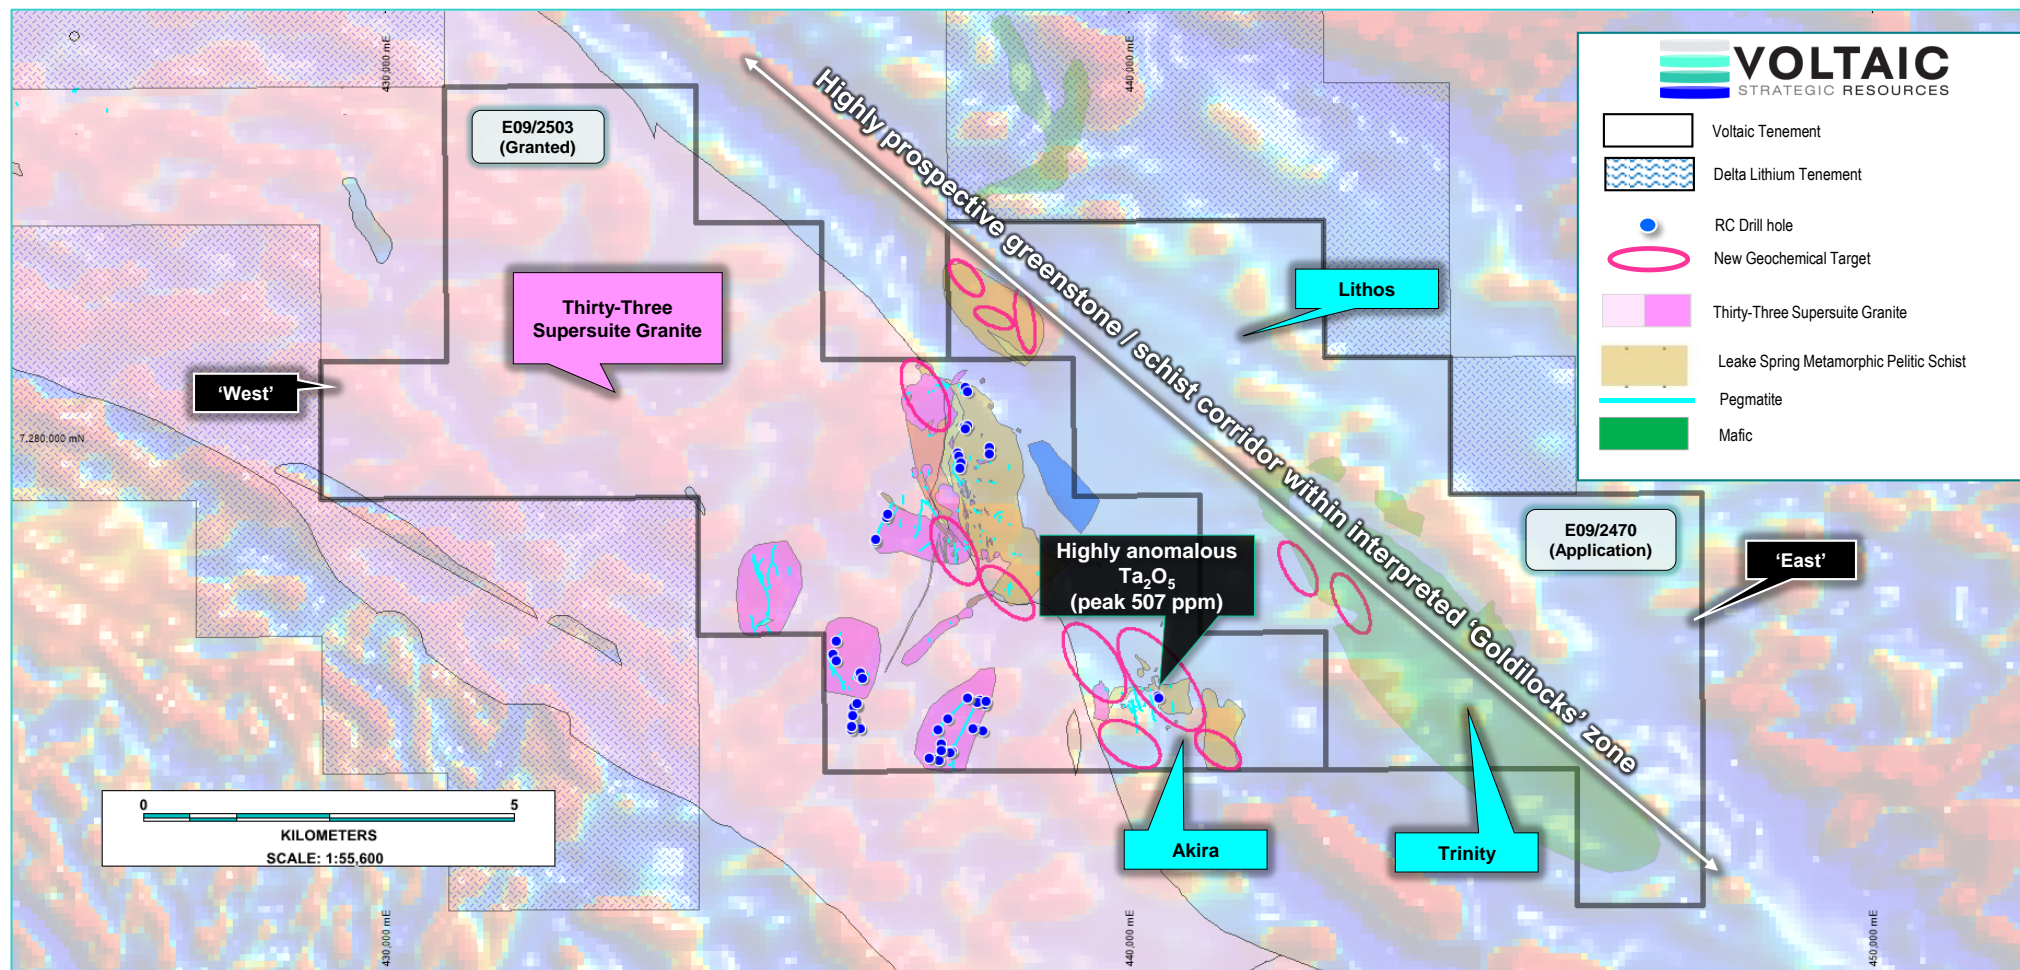 430,000 mE
440,000 mE
VOLTAIC
STRATEGIC RESOURCES
Voltaic Tenement
Delta Lithium Tenement
RC Drill hole
New Geochemical Target
Thirty-Three Supersuite Granite
Leake Spring Metamorphic Pelitic Schist
Pegmatite
Mafic
E09/2503
(Granted)
Highly prospective greenstone / schist corridor within interpreted ‘Goldilocks’ zone
Thirty-Three
Supersuite Granite
Lithos
‘West’
7,280,000 mN
E09/2470
(Application)
‘East’
Highly anomalous
Ta₂O₅
(peak 507 ppm)
0 5
KILOMETERS
SCALE: 1:55,600
Akira
Trinity
430,000 mE
440,000 mE
450,000 mE